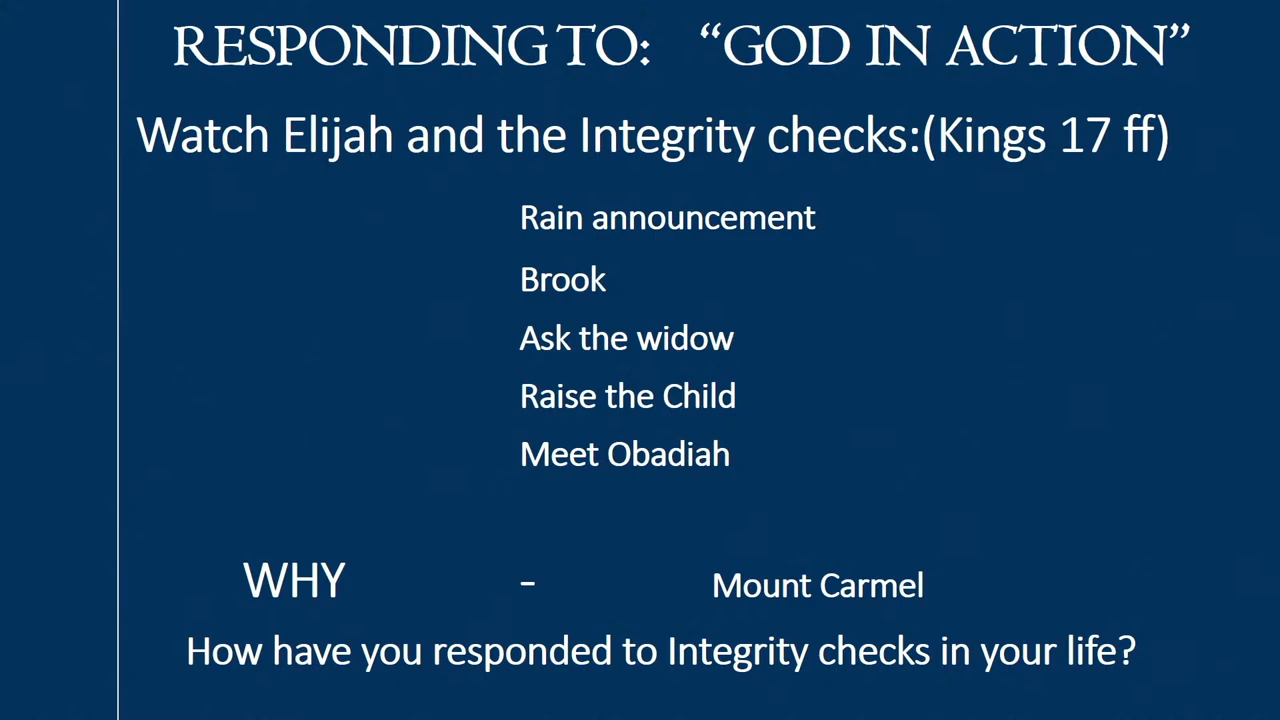 RESPONDING TO: “GOD IN ACTION”
Watch Elijah and the Integrity checks:(Kings 17 ff)
Rain announcement
Brook
Ask the widow
Raise the Child
Meet Obadiah
WHY - Mount Carmel
How have you responded to Integrity checks in your life?